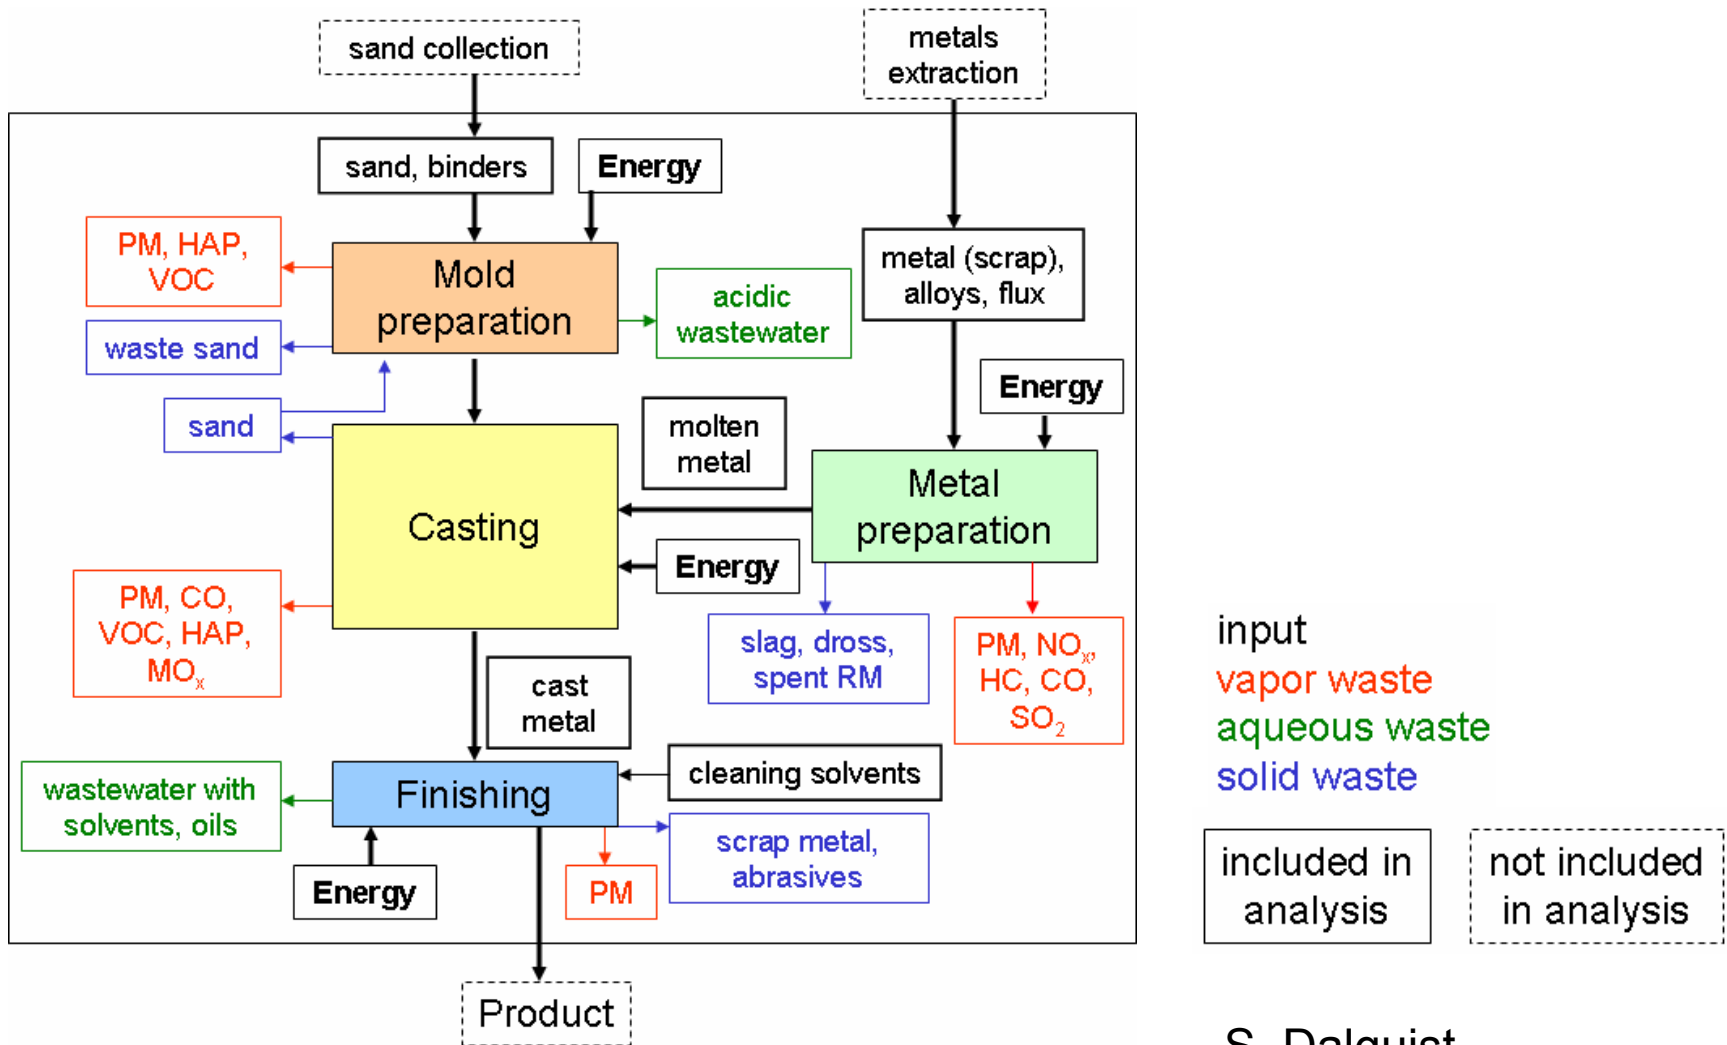 sand collection
metals
extraction
sand, binders
Energy
PM, HAP,
VOC
Mold
preparation
metal (scrap),
alloys, flux
acidic
wastewater
waste sand
Energy
sand
molten
metal
Metal
preparation
Casting
Energy
PM, CO,
VOC, HAP,
MOx
slag, dross,
spent RM
PM, NOx,
HC, CO,
SO2
input
vapor waste
aqueous waste
solid waste
cast
metal
cleaning solvents
wastewater with
solvents, oils
Finishing
scrap metal,
abrasives
Energy
PM
included in
analysis
not included
in analysis
Product
S. Dalquist